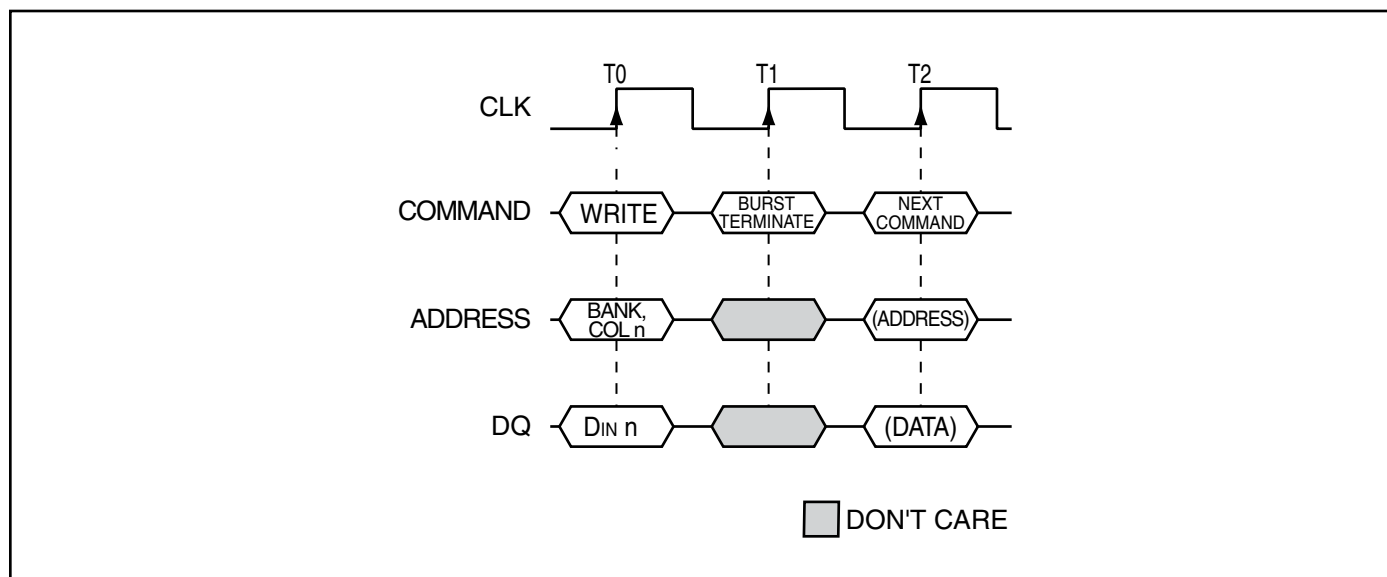 T0 T1 T2
CLK
COMMAND WRITE BURST TERMINATE NEXT COMMAND
ADDRESS BANK, COL n (ADDRESS)
DQ DIN n (DATA)
DON'T CARE